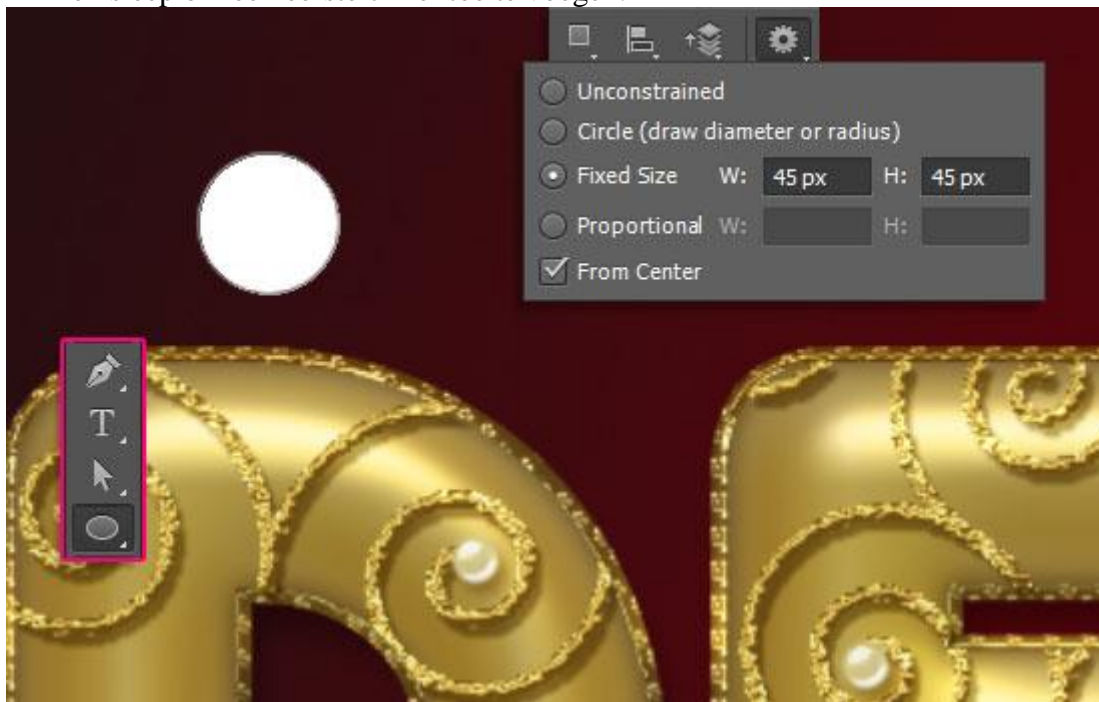 Unconstrained
Circle (draw diameter or radius)
Fixed Size W: 45 px H: 45 px
Proportional W: H:
From Center
T